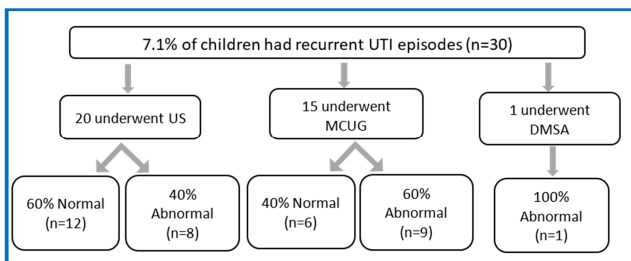 7.1% of children had recurrent UTI episodes (n=30)
20 underwent US
15 underwent
MCUG
1 underwent
DMSA
60% Normal
(n=12)
40%
Abnormal
(n=8)
40% Normal
(n=6)
60%
Abnormal
(n=9)
100%
Abnormal
(n=1)